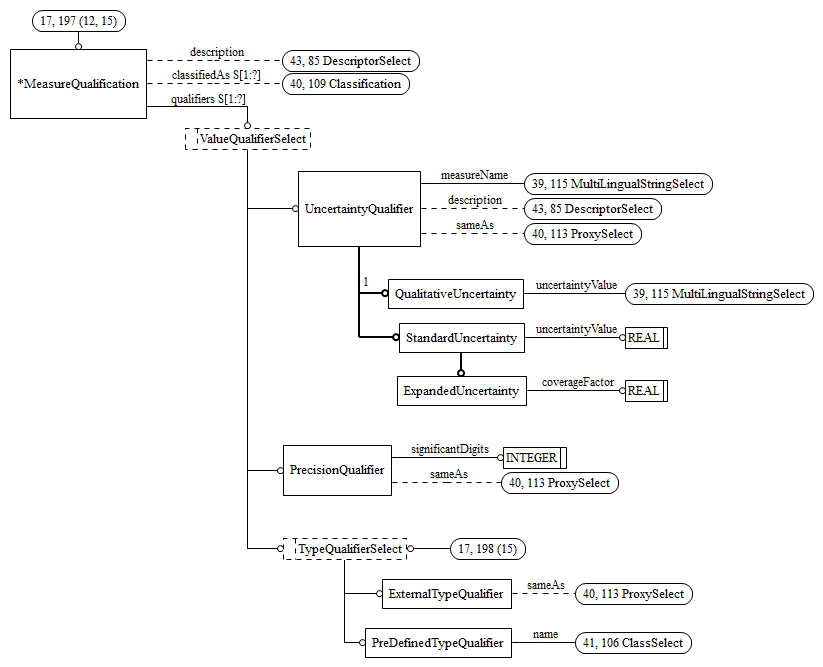 17, 197 (12, 15)
*MeasureQualification
description
43, 85 DescriptorSelect
classifiedAs S[1:?]
40, 109 Classification
qualifiers S[1:?]
ValueQualifierSelect
UncertaintyQualifier
measureName
39, 115 MultiLingualStringSelect
description
43, 85 DescriptorSelect
sameAs
40, 113 ProxySelect
1
QualitativeUncertainty
uncertaintyValue
39, 115 MultiLingualStringSelect
StandardUncertainty
uncertaintyValue
REAL
ExpandedUncertainty
coverageFactor
REAL
PrecisionQualifier
significantDigits
INTEGER
sameAs
40, 113 ProxySelect
TypeQualifierSelect
17, 198 (15)
ExternalTypeQualifier
sameAs
40, 113 ProxySelect
PreDefinedTypeQualifier
name
41, 106 ClassSelect